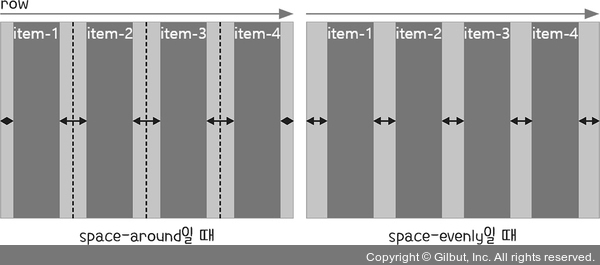 row
item-1 item-2 item-3 item-4 item-1 item-2 item-3 item-4
space-around일 때 space-evenly일 때
Copyright © Gilbut, Inc. All rights reserved.